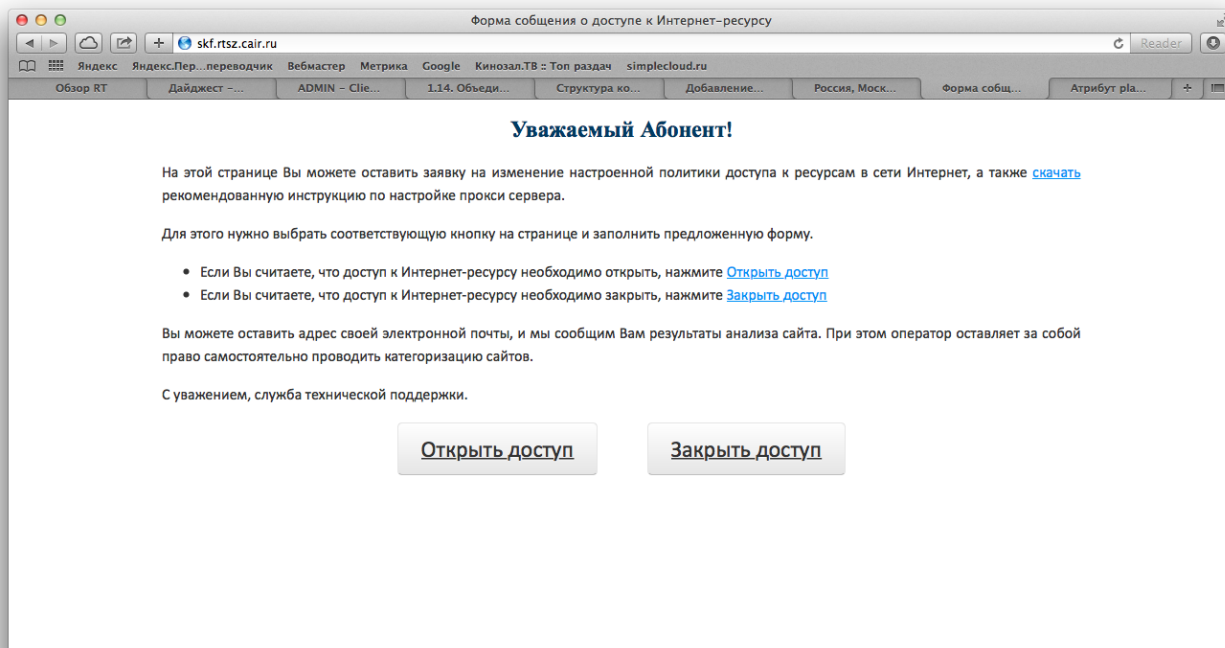 Форма собщения о доступе к Интернет-ресурсу
skf.rtsz.cair.ru
Reader
Яндекс Яндекс.Пер...переводчик Вебмастер Метрика Google Кинозал.ТВ :: Топ раздач simplecloud.ru
Обзор RT Дайджест –... ADMIN – Clie... 1.14. Объеди... Структура ко... Добавление... Россия, Моск... Форма собщ... Атрибут pla...
Уважаемый Абонент!
На этой странице Вы можете оставить заявку на изменение настроенной политики доступа к ресурсам в сети Интернет, а также скачать
рекомендованную инструкцию по настройке прокси сервера.
Для этого нужно выбрать соответствующую кнопку на странице и заполнить предложенную форму.
• Если Вы считаете, что доступ к Интернет-ресурсу необходимо открыть, нажмите Открыть доступ
• Если Вы считаете, что доступ к Интернет-ресурсу необходимо закрыть, нажмите Закрыть доступ
Вы можете оставить адрес своей электронной почты, и мы сообщим Вам результаты анализа сайта. При этом оператор оставляет за собой
право самостоятельно проводить категоризацию сайтов.
С уважением, служба технической поддержки.
Открыть доступ Закрыть доступ